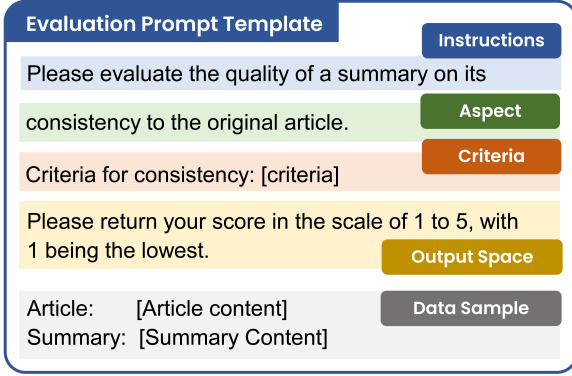 Evaluation Prompt Template
Instructions
Please evaluate the quality of a summary on its
Aspect
consistency to the original article.
Criteria
Criteria for consistency: [criteria]
Please return your score in the scale of 1 to 5, with
1 being the lowest.
Output Space
Article: [Article content]
Data Sample
Summary: [Summary Content]